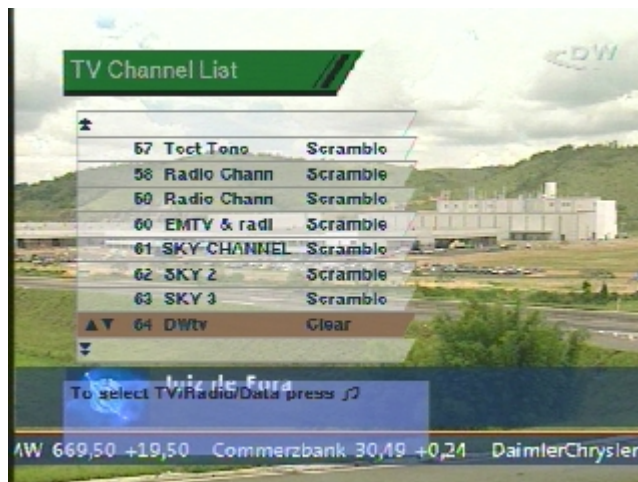 DW
TV Channel List
57 Test Tone Scramble
58 Radio Chann Scramble
59 Radio Chann Scramble
60 EMTV & radi Scramble
61 SKY CHANNEL Scramble
62 SKY 2 Scramble
63 SKY 3 Scramble
64 DWtv Clear
Juiz de Fora
To select TV/Radio/Data press
MW 669,50 +19,50 Commerzbank 30,49 +0,24 DaimlerChrysler